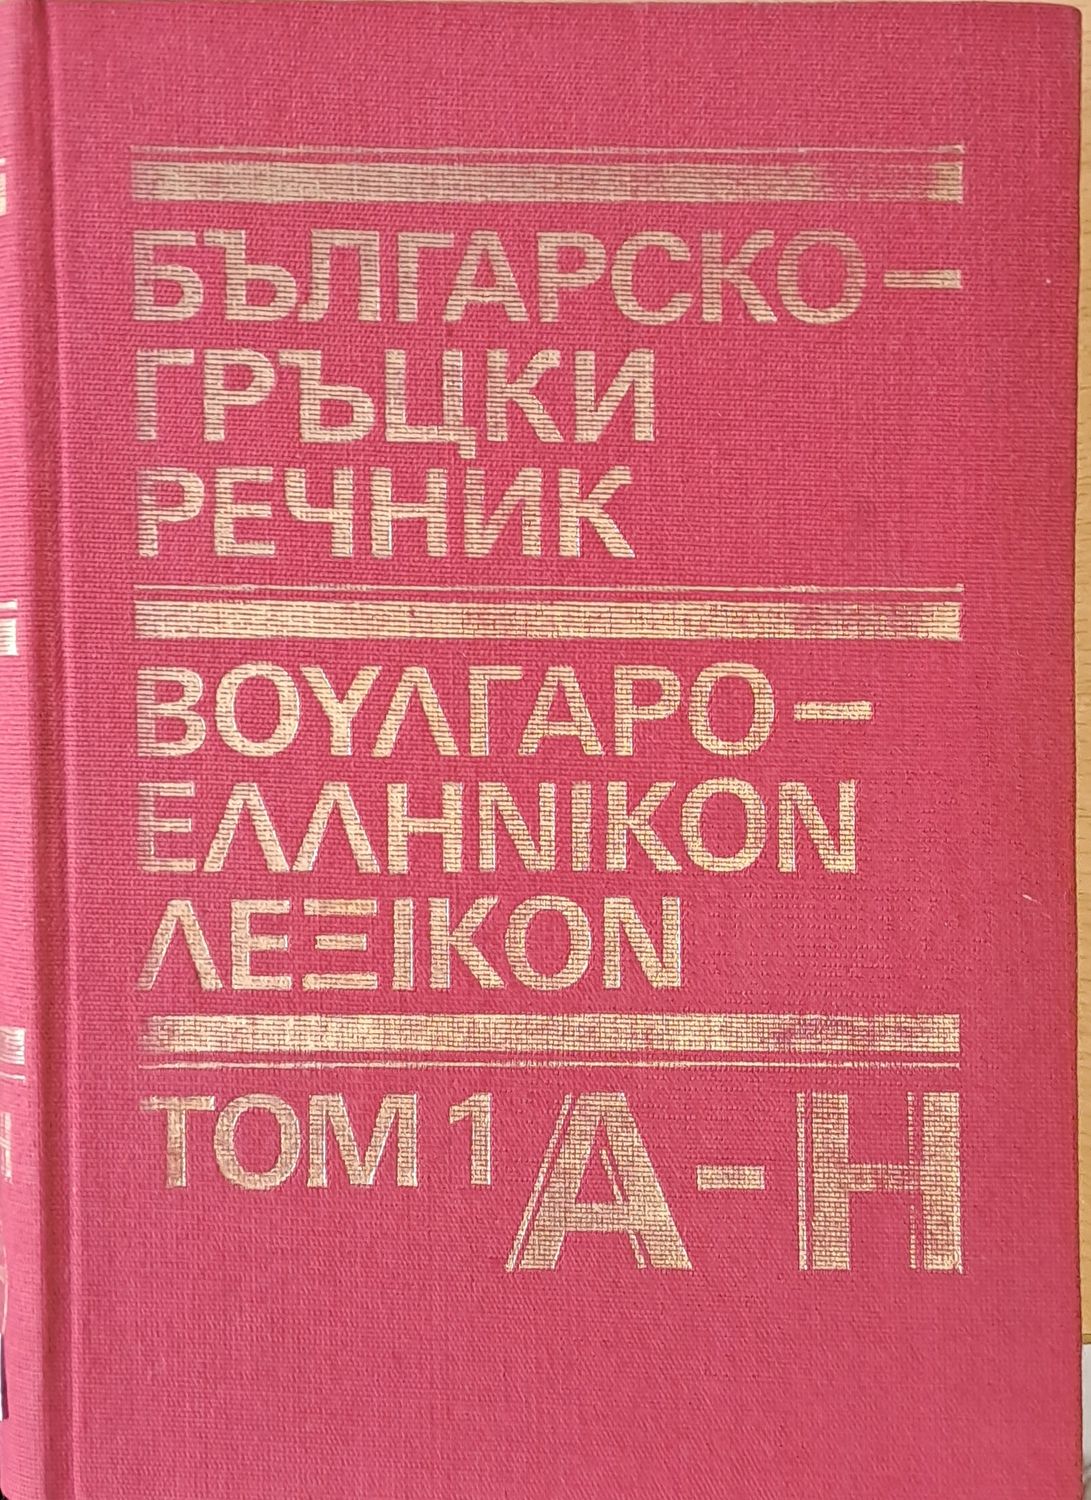 БЪЛГАРСКО–
ГРЪЦКИ
РЕЧНИК
ΒΟΥΛΓΑΡΟ–
ΕΛΛΗΝΙΚΟΝ
ΛΕΞΙΚΟΝ
ТОМ 1 А–Н